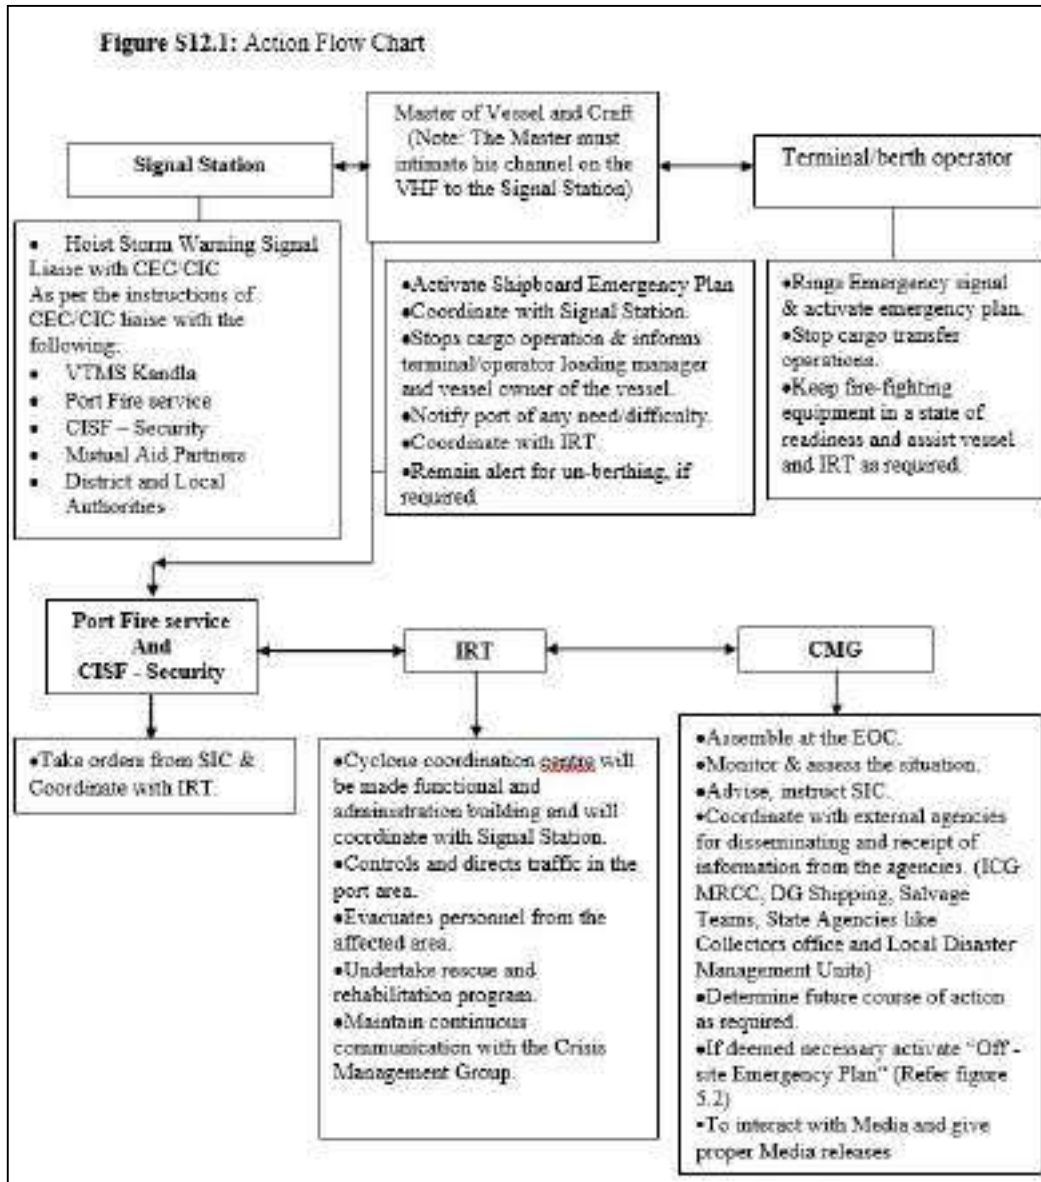 Figure S12.1: Action Flow Chart
Master of Vessel and Craft
(Note: The Master must
intimate his channel on the
VHF to the Signal Station)
Signal Station
Terminal/berth operator
• Hoist Storm Warning Signal
Liaise with CEC/CIC
As per the instructions of
CEC/CIC liaise with the
following:
• VTMS Kandla
• Port Fire service
• CISF – Security
• Mutual Aid Partners
• District and Local
Authorities
•Activate Shipboard Emergency Plan
•Coordinate with Signal Station.
•Stops cargo operation & informs
terminal/operator loading manager
and vessel owner of the vessel.
•Notify port of any need/difficulty.
•Coordinate with IRT
•Remain alert for un-berthing, if
required
•Rings Emergency signal
& activate emergency plan.
•Stop cargo transfer
operations.
•Keep fire-fighting
equipment in a state of
readiness and assist vessel
and IRT as required.
Port Fire service
And
CISF - Security
IRT
CMG
•Take orders from SIC &
Coordinate with IRT.
•Cyclone coordination centre will
be made functional and
administration building and will
coordinate with Signal Station.
•Controls and directs traffic in the
port area.
•Evacuates personnel from the
affected area.
•Undertake rescue and
rehabilitation program.
•Maintain continuous
communication with the Crisis
Management Group.
•Assemble at the EOC.
•Monitor & assess the situation.
•Advise, instruct SIC.
•Coordinate with external agencies
for disseminating and receipt of
information from the agencies. (ICG
MRCC, DG Shipping, Salvage
Teams, State Agencies like
Collectors office and Local Disaster
Management Units)
•Determine future course of action
as required.
•If deemed necessary activate “Off -
site Emergency Plan” (Refer figure
5.2)
•To interact with Media and give
proper Media releases